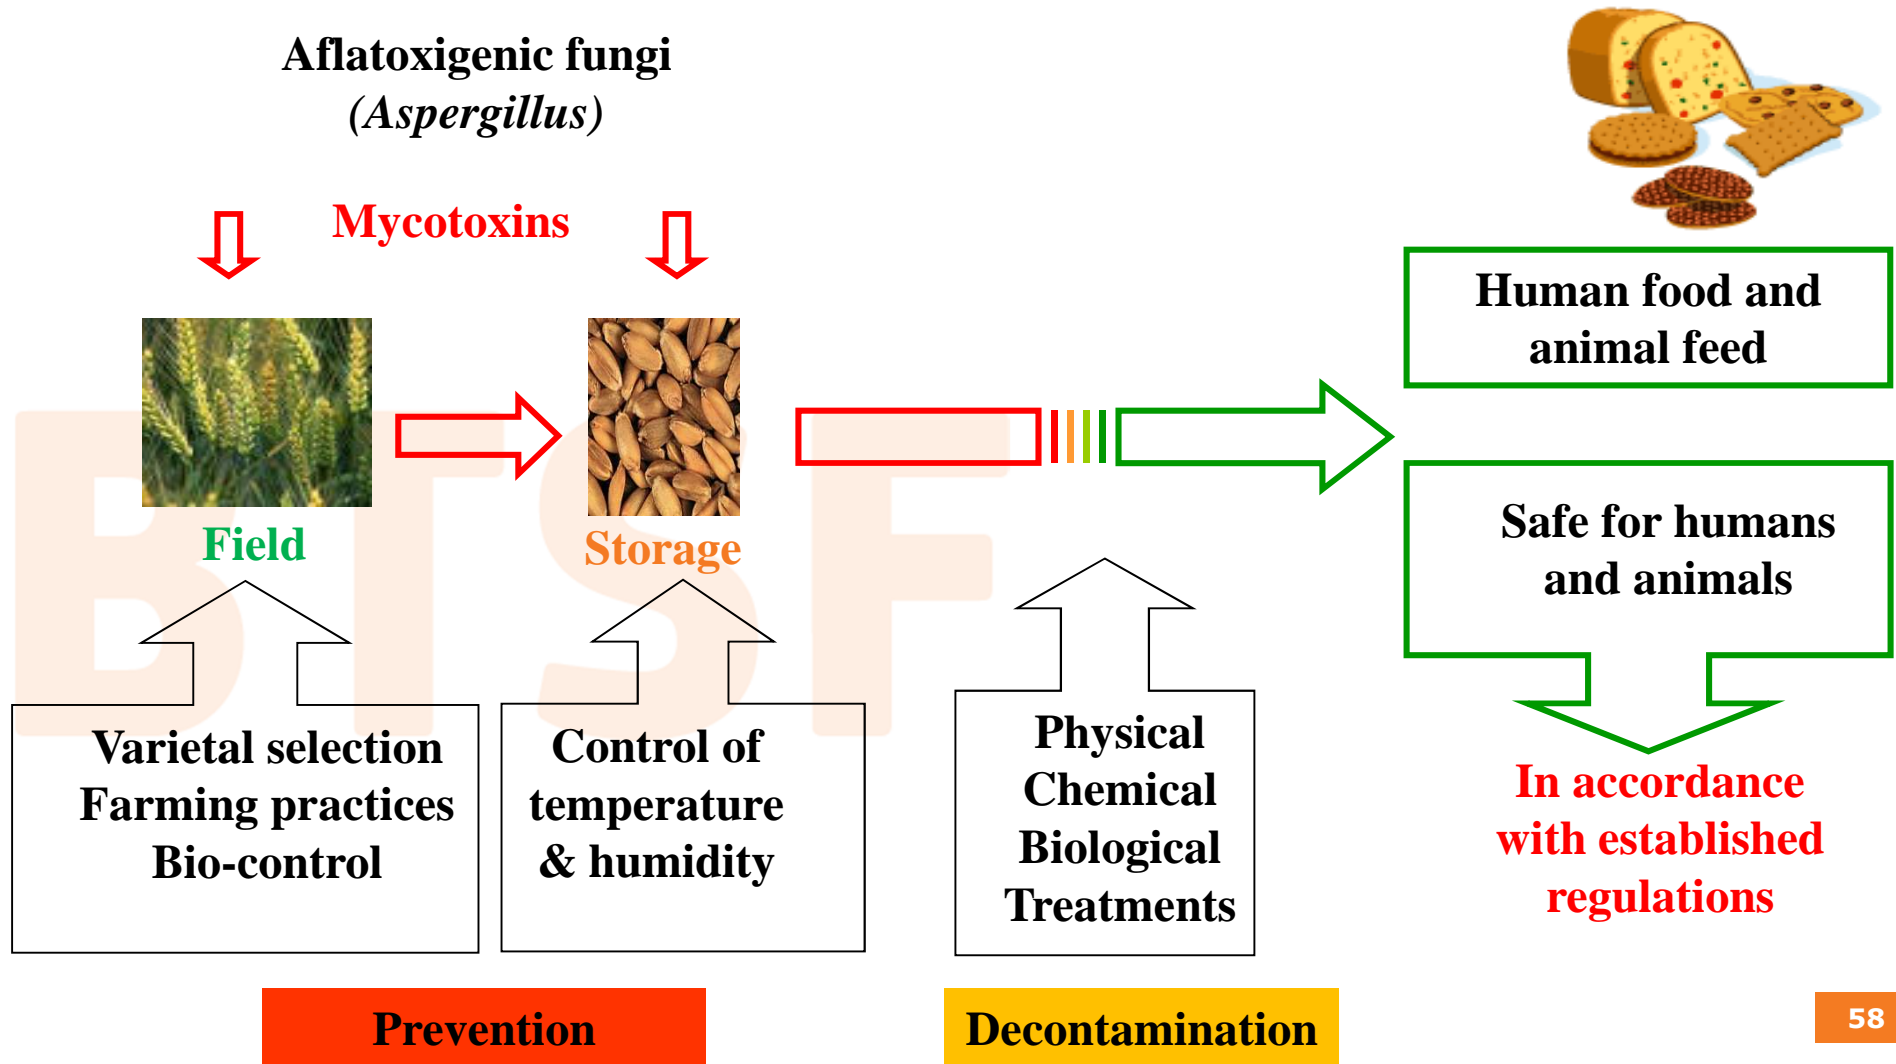 Aflatoxigenic fungi
(Aspergillus)
Mycotoxins
Human food and
animal feed
Field
Storage
Safe for humans
and animals
Varietal selection
Farming practices
Bio-control
Control of
temperature
& humidity
Physical
Chemical
Biological
Treatments
In accordance
with established
regulations
Prevention
Decontamination
58
BTSF